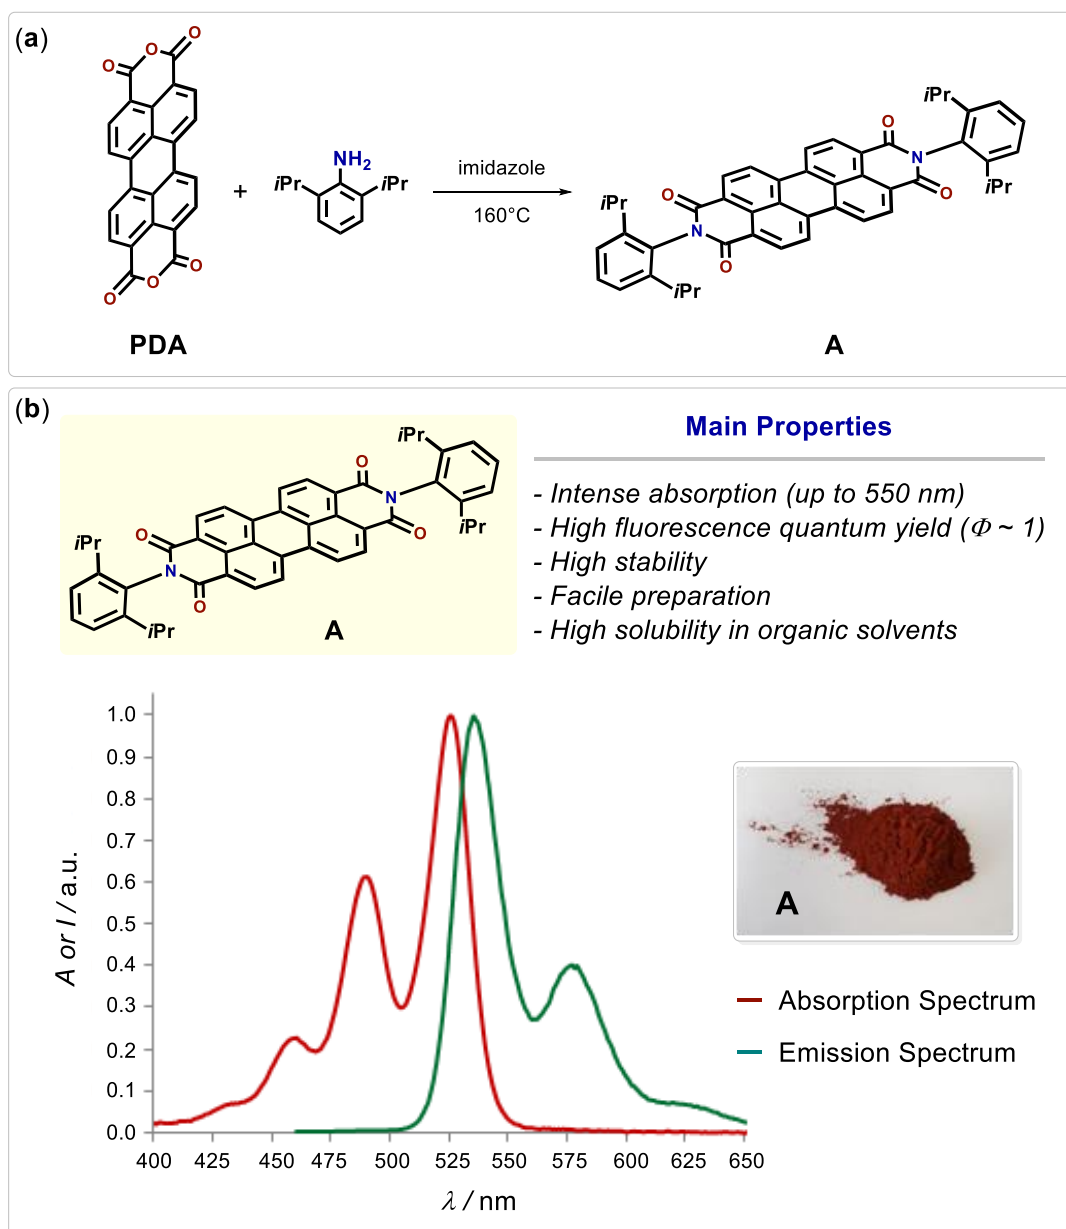 (a)
O
O
O
O
O
O
PDA
+
NH2
iPr
iPr
imidazole
160°C
iPr
iPr
O
O
N
N
O
O
iPr
iPr
A
(b)
iPr
iPr
O
O
N
N
O
O
iPr
iPr
A
Main Properties
- Intense absorption (up to 550 nm)
- High fluorescence quantum yield (Φ ~ 1)
- High stability
- Facile preparation
- High solubility in organic solvents
A or I / a.u.
1.0
0.9
0.8
0.7
0.6
0.5
0.4
0.3
0.2
0.1
0.0
400 425 450 475 500 525 550 575 600 625 650
λ / nm
A
Absorption Spectrum
Emission Spectrum